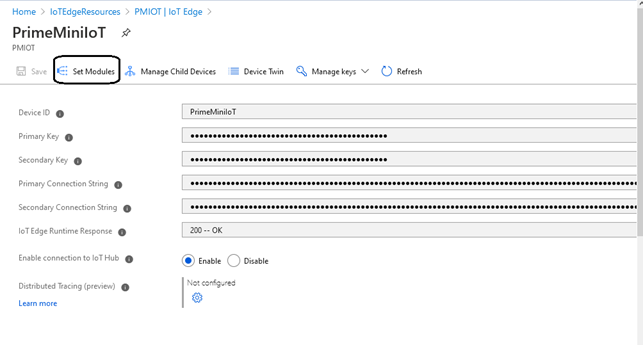 Home > IoTEdgeResources > PMIOT | IoT Edge >
PrimeMiniIoT
PMIOT
Save Set Modules Manage Child Devices Device Twin Manage keys Refresh
Device ID PrimeMiniIoT
Primary Key ••••••••••••••••••••••••••••••••••••••••••••
Secondary Key ••••••••••••••••••••••••••••••••••••••••••••
Primary Connection String ••••••••••••••••••••••••••••••••••••••••••••••••••••••••••••••••••••••••••••••••••••••••••••••••••••
Secondary Connection String ••••••••••••••••••••••••••••••••••••••••••••••••••••••••••••••••••••••••••••••••••••••••••••••••••••
IoT Edge Runtime Response 200 -- OK
Enable connection to IoT Hub Enable Disable
Distributed Tracing (preview) Not configured
Learn more